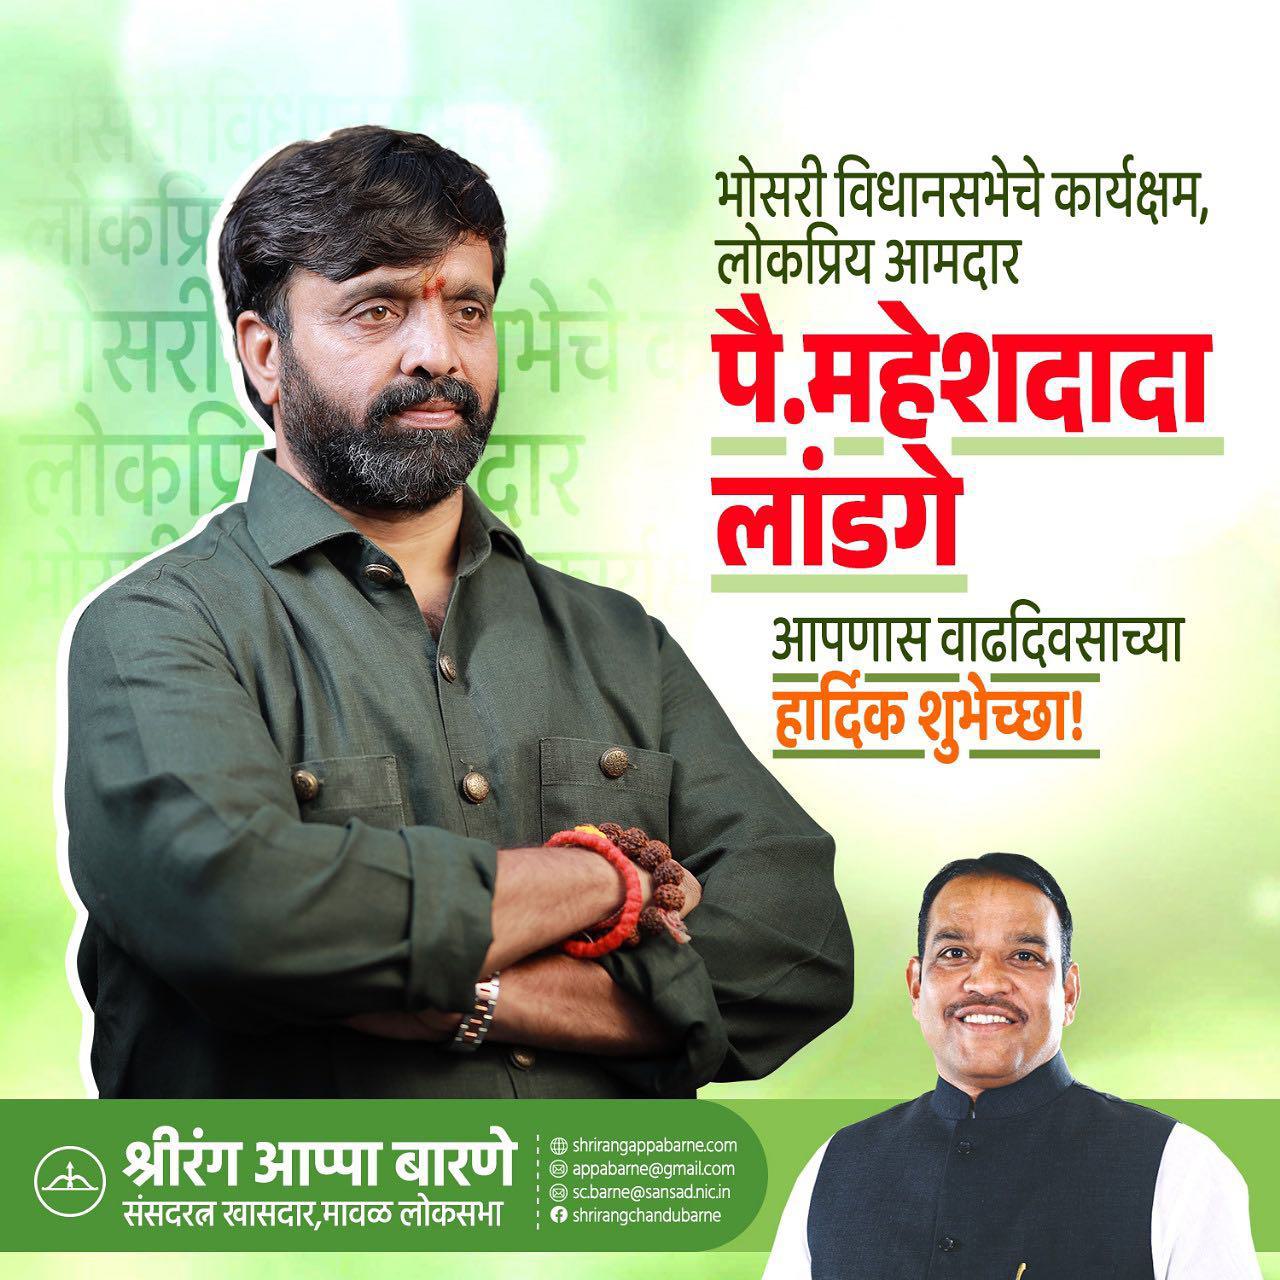 भोसरी विधानसभेचे कार्यक्षम,
लोकप्रिय आमदार
पै.महेशदादा
लांडगे
आपणास वाढदिवसाच्या
हार्दिक शुभेच्छा!
श्रीरंग आप्पा बारणे
संसदरत्न खासदार,मावळ लोकसभा
shrirangappabarne.com
appabarne@gmail.com
sc.barne@sansad.nic.in
shrirangchandubarne